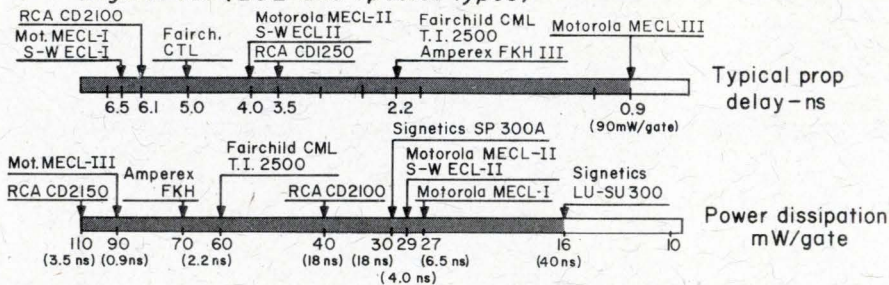 RCA CD2100
Mot. MECL-I
S-W ECL-I
Fairch.
CTL
Motorola MECL-II
S-W ECL II
RCA CD1250
Fairchild CML
T.I. 2500
Amperex FKH III
Motorola MECL-III
6.5
6.1
5.0
4.0
3.5
2.2
0.9
(90mW/gate)
Typical prop
delay-ns
Mot. MECL-III
RCA CD2150
Amperex
FKH
Fairchild CML
T.I. 2500
RCA CD2100
Signetics SP 300A
Motorola MECL-II
S-W ECL-II
Motorola MECL-I
Signetics
LU-SU 300
110
90
70
60
40
30
29
27
16
10
(3.5 ns)
(0.9ns)
(2.2 ns)
(18 ns)
(18 ns)
(4.0 ns)
(6.5 ns)
(40 ns)
Power dissipation
mW/gate